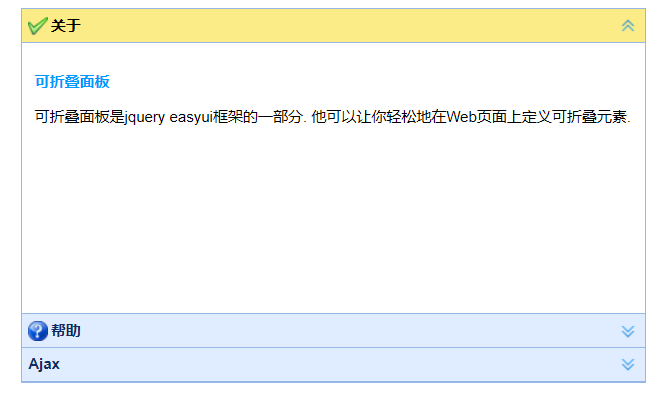 关于
可折叠面板
可折叠面板是jquery easyui框架的一部分. 他可以让你轻松地在Web页面上定义可折叠元素.
帮助
Ajax